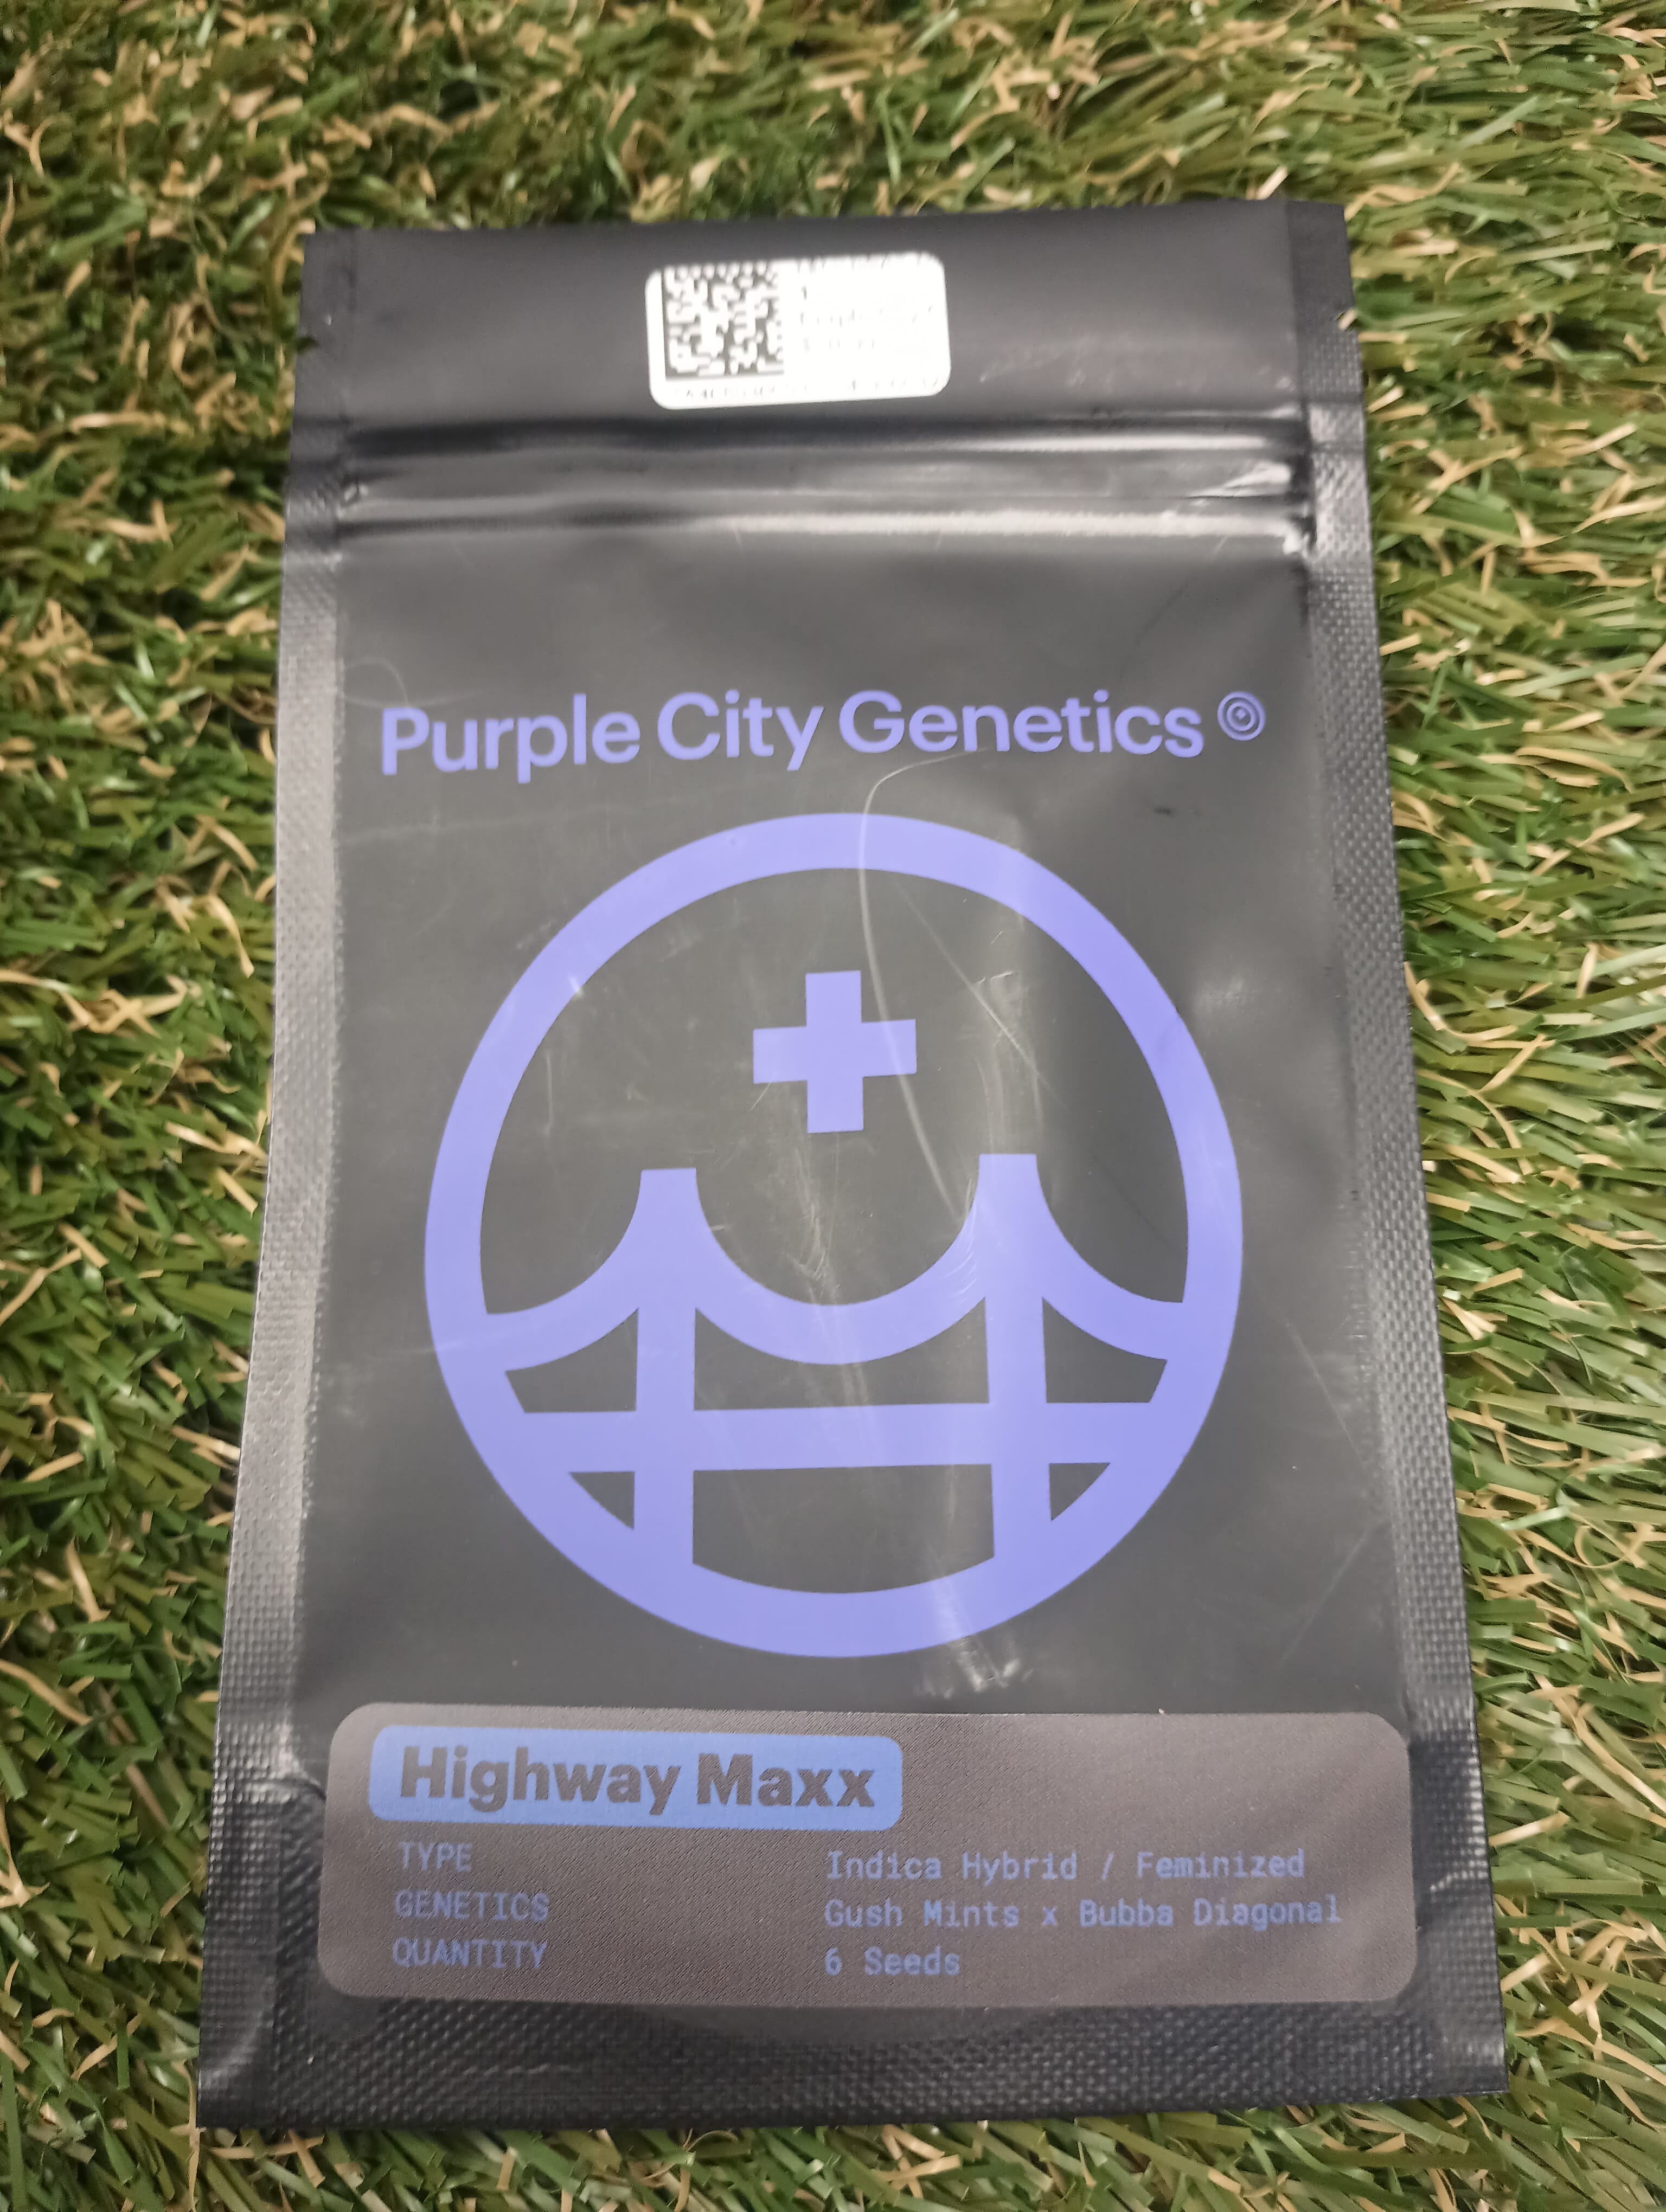 Purple City Genetics
Highway Maxx
TYPE Indica Hybrid / Feminized
GENETICS Gush Mints x Bubba Diagonal
QUANTITY 6 Seeds